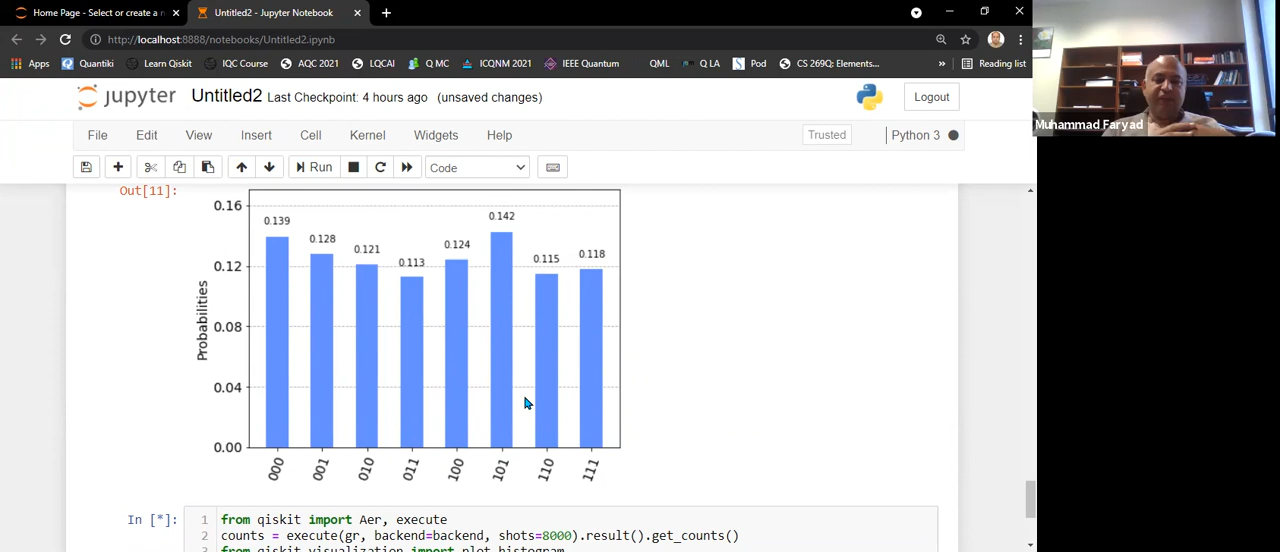 Home Page - Select or create a n
Untitled2 - Jupyter Notebook
http://localhost:8888/notebooks/Untitled2.ipynb
Apps Quantiki Learn Qiskit IQC Course AQC 2021 LQCAI Q MC ICQNM 2021 IEEE Quantum QML Q LA Pod CS 269Q: Elements... » Reading list
Muhammad Faryad
jupyter Untitled2 Last Checkpoint: 4 hours ago (unsaved changes) Logout
File Edit View Insert Cell Kernel Widgets Help Trusted Python 3
Run Code
Out[11]:
0.16
0.12
0.08
0.04
0.00
Probabilities
0.139 0.128 0.121 0.113 0.124 0.142 0.115 0.118
000 001 010 011 100 101 110 111
In [*]:
1 from qiskit import Aer, execute
2 counts = execute(gr, backend=backend, shots=8000).result().get_counts()
3 from qiskit.visualization import plot_histogram